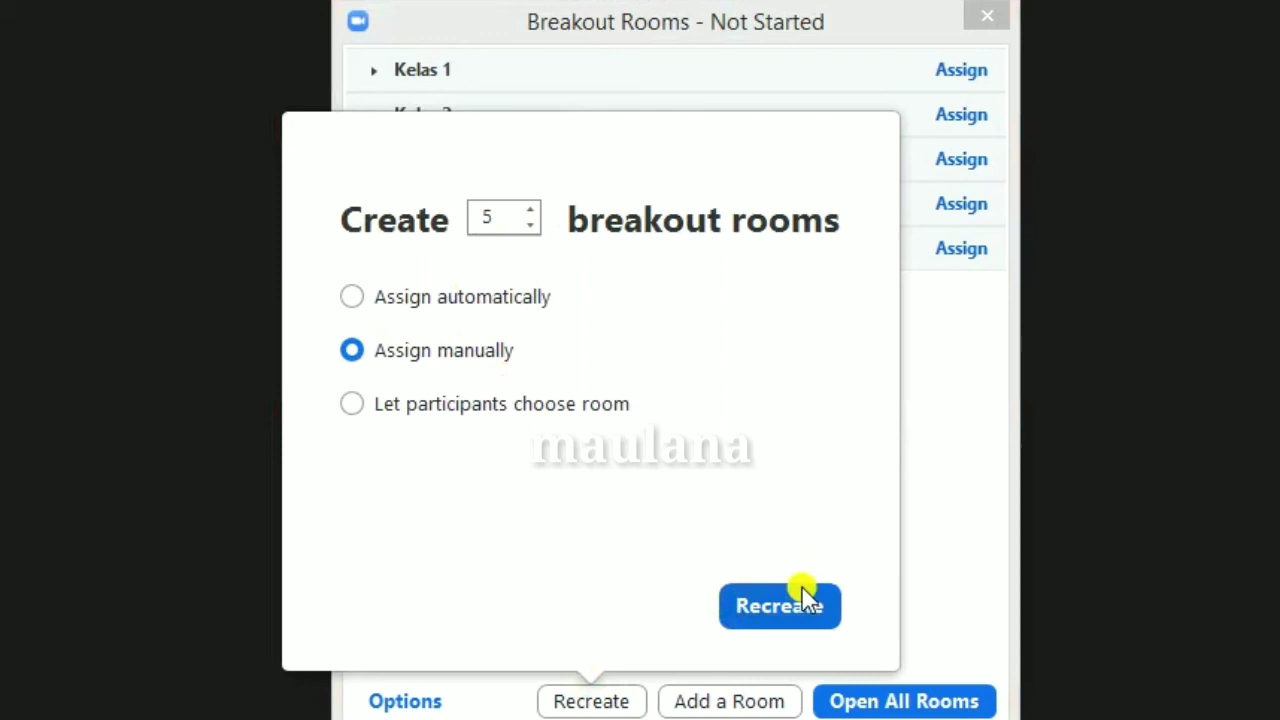 Breakout Rooms - Not Started
Kelas 1 Assign
Assign
Assign
Assign
Assign
Create 5 breakout rooms
Assign automatically
Assign manually
Let participants choose room
maulana
Recreate
Options Recreate Add a Room Open All Rooms